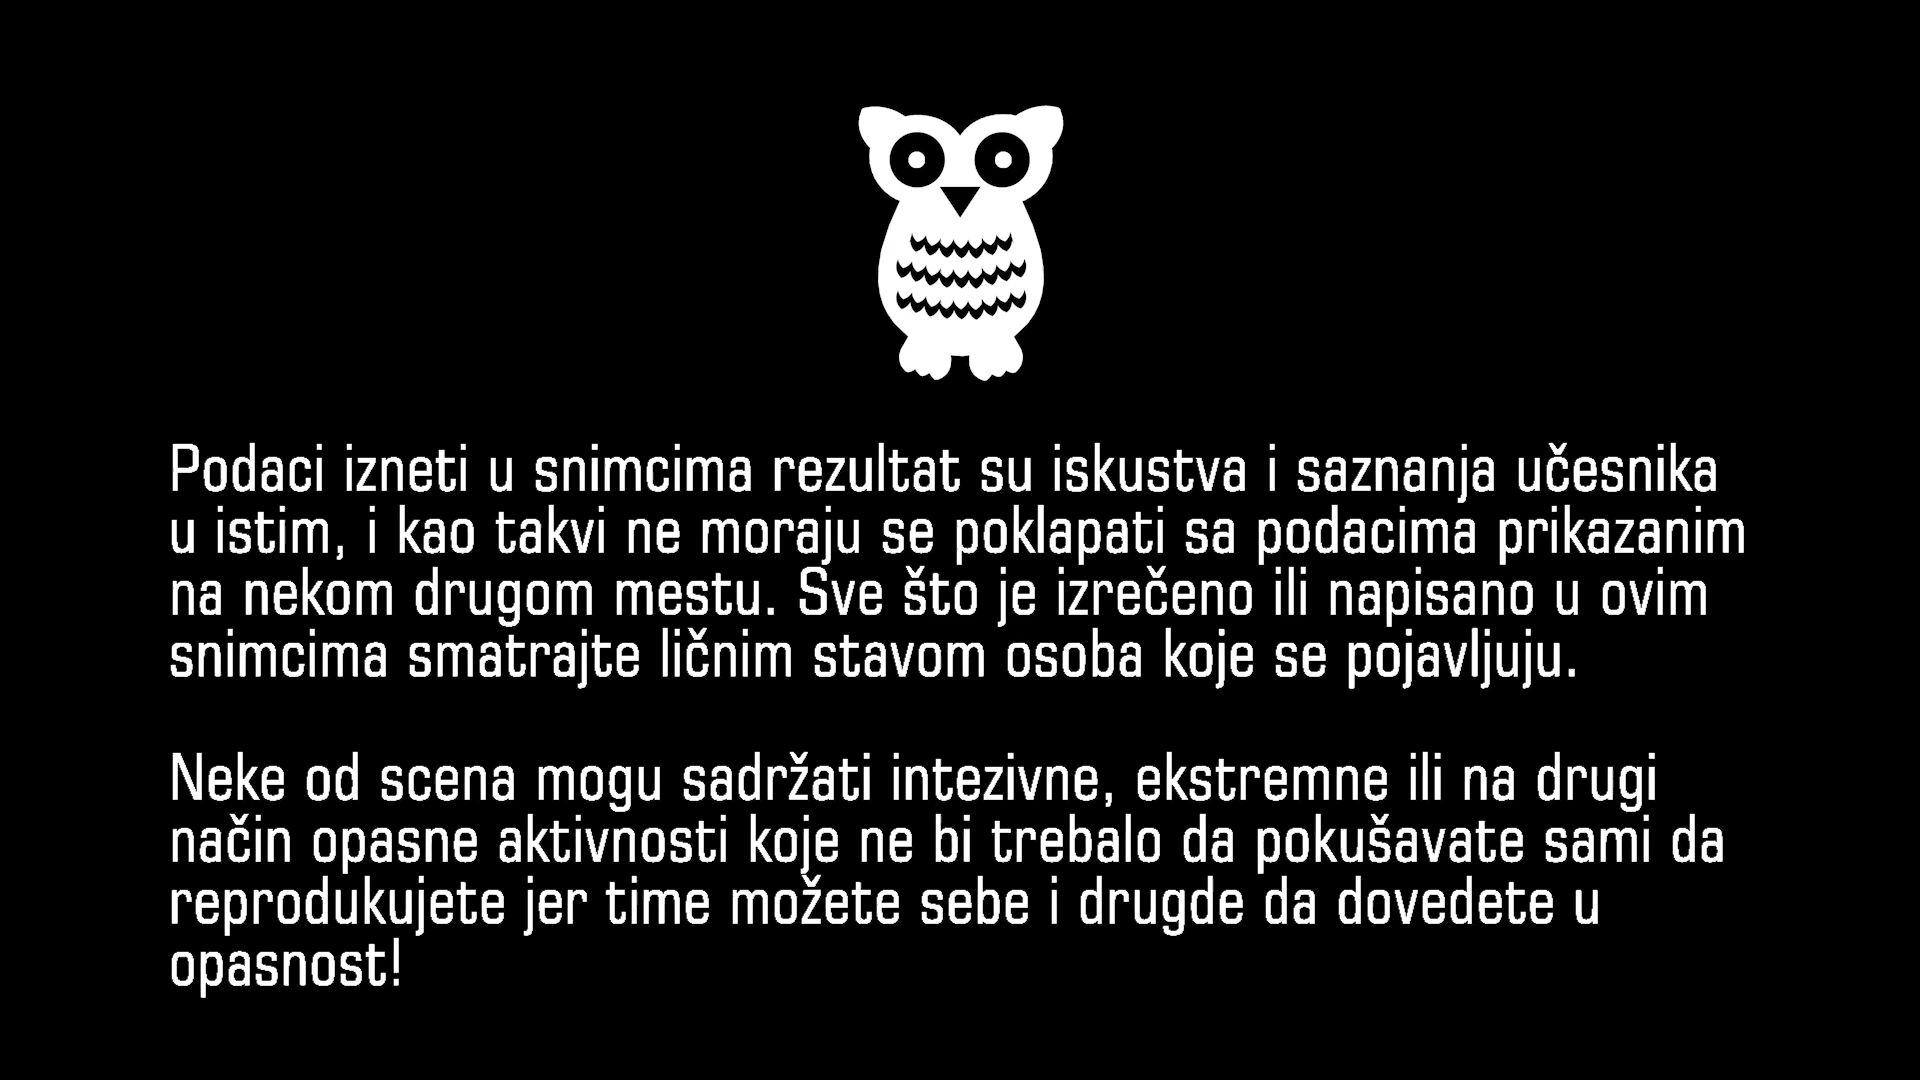 Podaci izneti u snimcima rezultat su iskustva i saznanja učesnika
u istim, i kao takvi ne moraju se poklapati sa podacima prikazanim
na nekom drugom mestu. Sve što je izrečeno ili napisano u ovim
snimcima smatrajte ličnim stavom osoba koje se pojavljuju.
Neke od scena mogu sadržati intezivne, ekstremne ili na drugi
način opasne aktivnosti koje ne bi trebalo da pokušavate sami da
reprodukujete jer time možete sebe i drugde da dovedete u
opasnost!